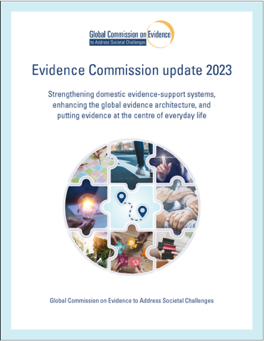 Global Commission on Evidence
to Address Societal Challenges
Evidence Commission update 2023
Strengthening domestic evidence-support systems,
enhancing the global evidence architecture, and
putting evidence at the centre of everyday life
Global Commission on Evidence to Address Societal Challenges